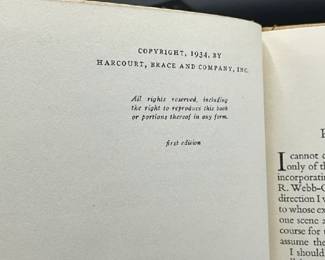 COPYRIGHT, 1934, BY
HARCOURT, BRACE AND COMPANY, INC.
All rights reserved, including
the right to reproduce this book
or portions thereof in any form.
first edition
I cannot
only of th
incorporating
R. Webb-
direction I w
to whose ex
one scene a
course for
assume the
I should